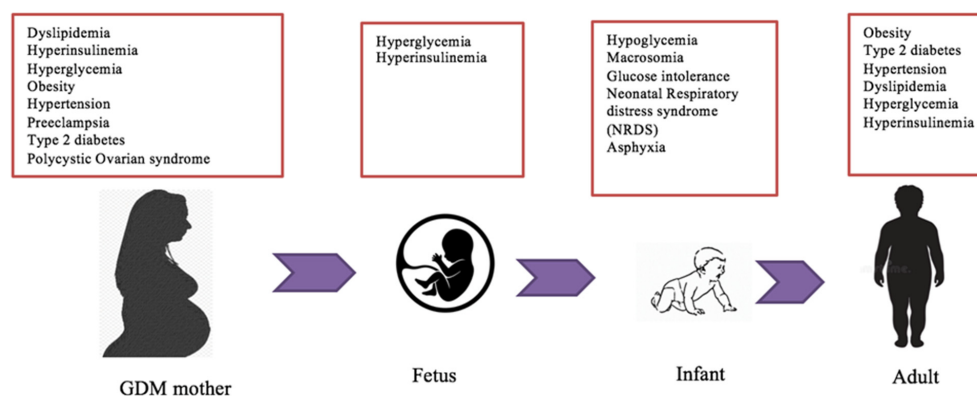 Dyslipidemia
Hyperinsulinemia
Hyperglycemia
Obesity
Hypertension
Preeclampsia
Type 2 diabetes
Polycystic Ovarian syndrome
Hyperglycemia
Hyperinsulinemia
Hypoglycemia
Macrosomia
Glucose intolerance
Neonatal Respiratory
distress syndrome
(NRDS)
Asphyxia
Obesity
Type 2 diabetes
Hypertension
Dyslipidemia
Hyperglycemia
Hyperinsulinemia
GDM mother
Fetus
Infant
Adult